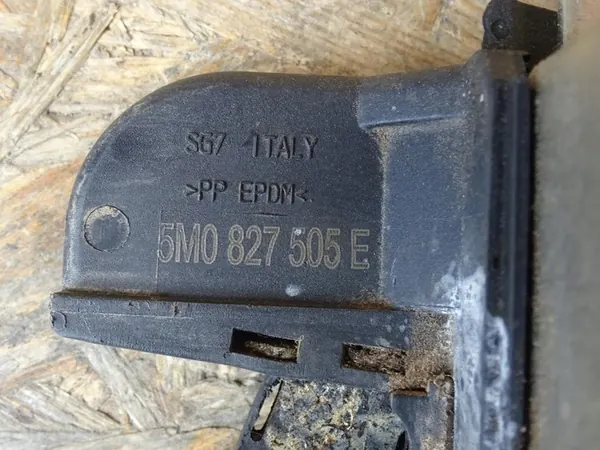 SG7 ITALY
>PP EPDM<
5M0 827 505 E